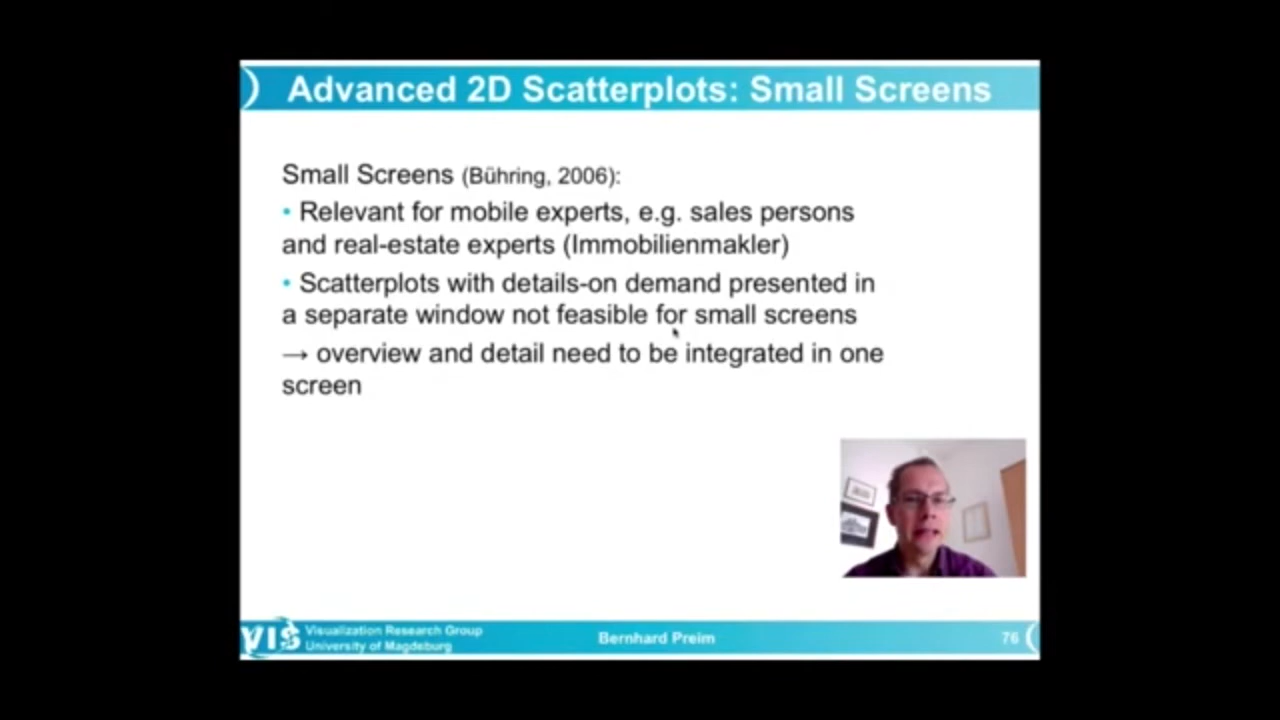 Advanced 2D Scatterplots: Small Screens
Small Screens (Bühring, 2006):
• Relevant for mobile experts, e.g. sales persons
and real-estate experts (Immobilienmakler)
• Scatterplots with details-on demand presented in
a separate window not feasible for small screens
→ overview and detail need to be integrated in one
screen
VIS
Visualization Research Group
University of Magdeburg
Bernhard Preim
76